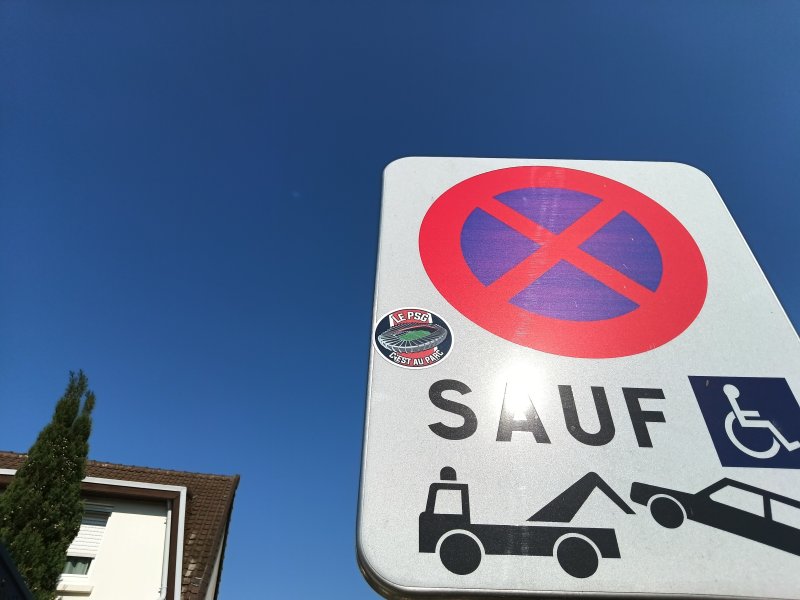 LE PSG
C'EST AU PARC
SAUF